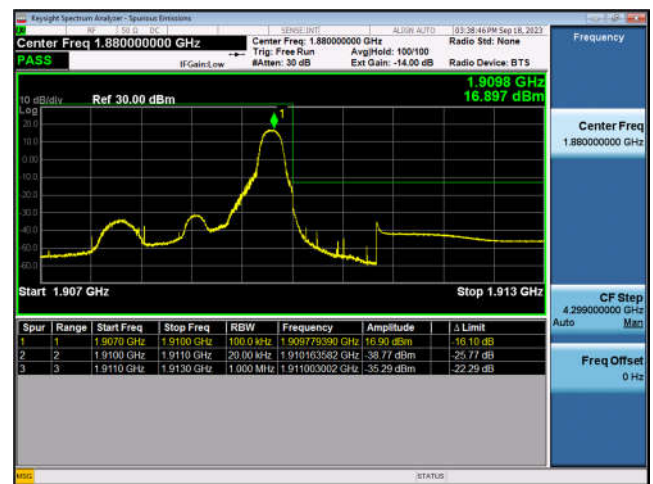 Keysight Spectrum Analyzer - Spurious Emissions
RF 50 Ω DC SENSE:INT ALIGN AUTO 03:38:46 PM Sep 18, 2023
Center Freq 1.880000000 GHz
Center Freq: 1.880000000 GHz
Radio Std: None
Trig: Free Run Avg|Hold: 100/100
PASS
IFGain:Low #Atten: 30 dB Ext Gain: -14.00 dB Radio Device: BTS
1.9098 GHz
16.897 dBm
10 dB/div Ref 30.00 dBm
Log
20.0
10.0
0.00
-10.0
-20.0
-30.0
-40.0
-50.0
-60.0
1
Start 1.907 GHz Stop 1.913 GHz
Spur Range Start Freq Stop Freq RBW Frequency Amplitude Δ Limit
1 1 1.9070 GHz 1.9100 GHz 100.0 kHz 1.909779390 GHz 16.90 dBm -16.10 dB
2 2 1.9100 GHz 1.9110 GHz 20.00 kHz 1.910163582 GHz -38.77 dBm -25.77 dB
3 3 1.9110 GHz 1.9130 GHz 1.000 MHz 1.911003002 GHz -35.29 dBm -22.29 dB
Frequency
Center Freq
1.880000000 GHz
CF Step
4.299000000 GHz
Auto Man
Freq Offset
0 Hz
MSG STATUS